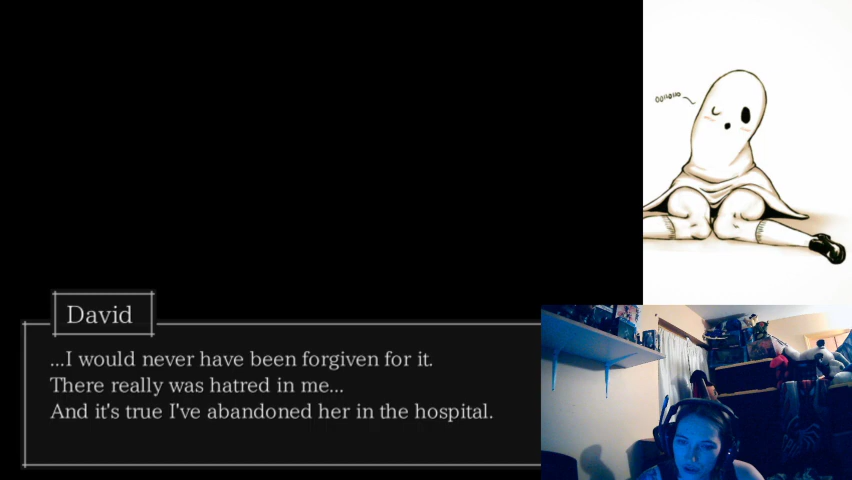 David
...I would never have been forgiven for it.
There really was hatred in me...
And it's true I've abandoned her in the hospital.